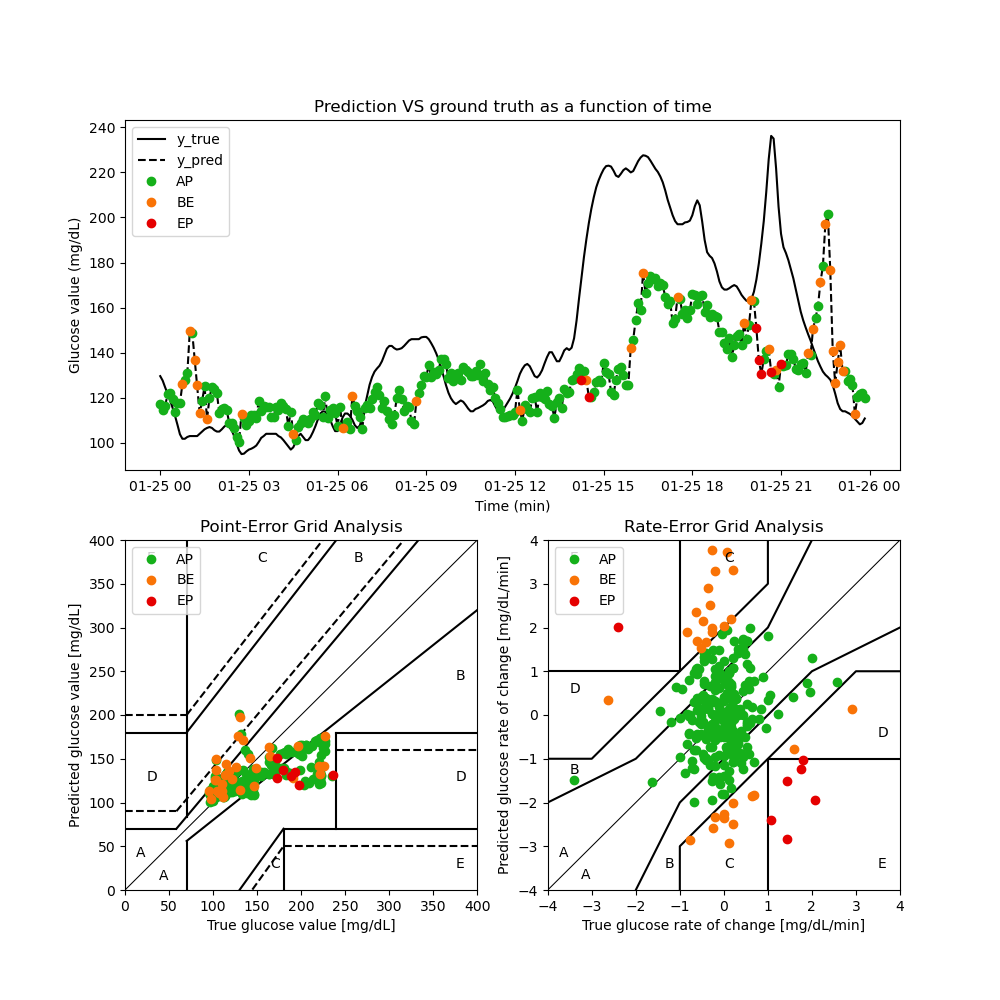 Prediction VS ground truth as a function of time
Glucose value (mg/dL)
240
220
200
180
160
140
120
100
y_true
y_pred
AP
BE
EP
01-25 00 01-25 03 01-25 06 01-25 09 01-25 12 01-25 15 01-25 18 01-25 21 01-26 00
Time (min)
Point-Error Grid Analysis
Predicted glucose value [mg/dL]
400
350
300
250
200
150
100
50
0
AP
BE
EP
C B
B
D D
A
A C E
0 50 100 150 200 250 300 350 400
True glucose value [mg/dL]
Rate-Error Grid Analysis
Predicted glucose rate of change [mg/dL/min]
4
3
2
1
0
−1
−2
−3
−4
AP
BE
EP
C
D
D
B
A
A B C E
−4 −3 −2 −1 0 1 2 3 4
True glucose rate of change [mg/dL/min]